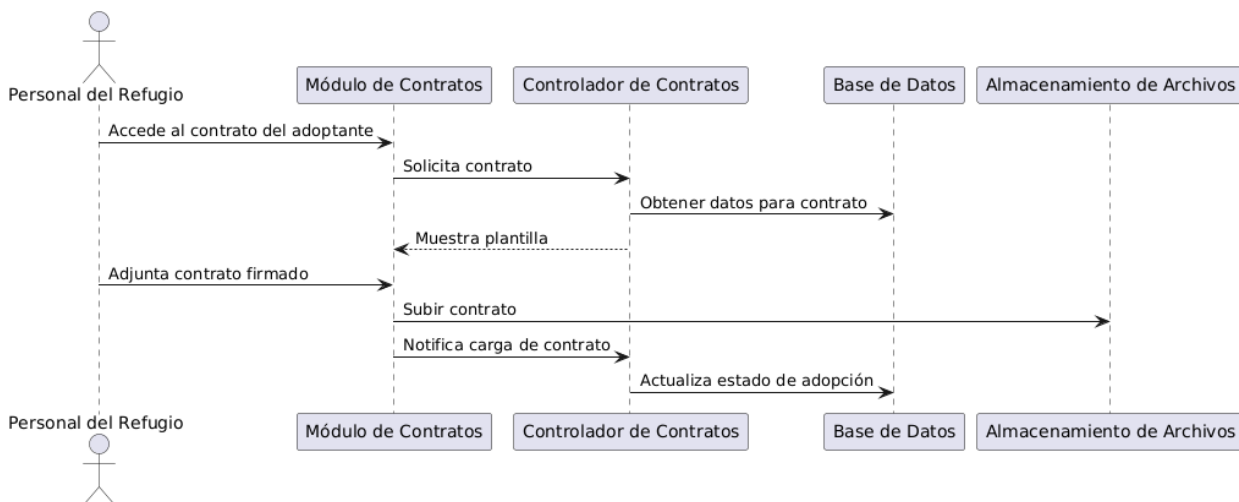 Personal del Refugio
Módulo de Contratos
Controlador de Contratos
Base de Datos
Almacenamiento de Archivos
Accede al contrato del adoptante
Solicita contrato
Obtener datos para contrato
Muestra plantilla
Adjunta contrato firmado
Subir contrato
Notifica carga de contrato
Actualiza estado de adopción
Personal del Refugio
Módulo de Contratos
Controlador de Contratos
Base de Datos
Almacenamiento de Archivos